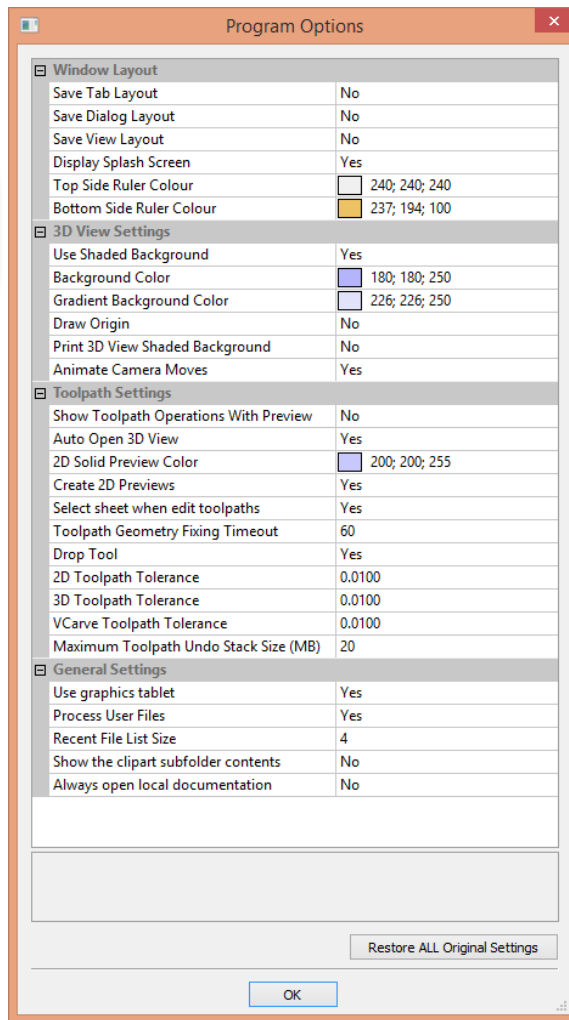 Program Options
Window Layout
Save Tab Layout No
Save Dialog Layout No
Save View Layout No
Display Splash Screen Yes
Top Side Ruler Colour 240; 240; 240
Bottom Side Ruler Colour 237; 194; 100
3D View Settings
Use Shaded Background Yes
Background Color 180; 180; 250
Gradient Background Color 226; 226; 250
Draw Origin No
Print 3D View Shaded Background No
Animate Camera Moves Yes
Toolpath Settings
Show Toolpath Operations With Preview No
Auto Open 3D View Yes
2D Solid Preview Color 200; 200; 255
Create 2D Previews Yes
Select sheet when edit toolpaths Yes
Toolpath Geometry Fixing Timeout 60
Drop Tool Yes
2D Toolpath Tolerance 0.0100
3D Toolpath Tolerance 0.0100
VCarve Toolpath Tolerance 0.0100
Maximum Toolpath Undo Stack Size (MB) 20
General Settings
Use graphics tablet Yes
Process User Files Yes
Recent File List Size 4
Show the clipart subfolder contents No
Always open local documentation No
Restore ALL Original Settings
OK